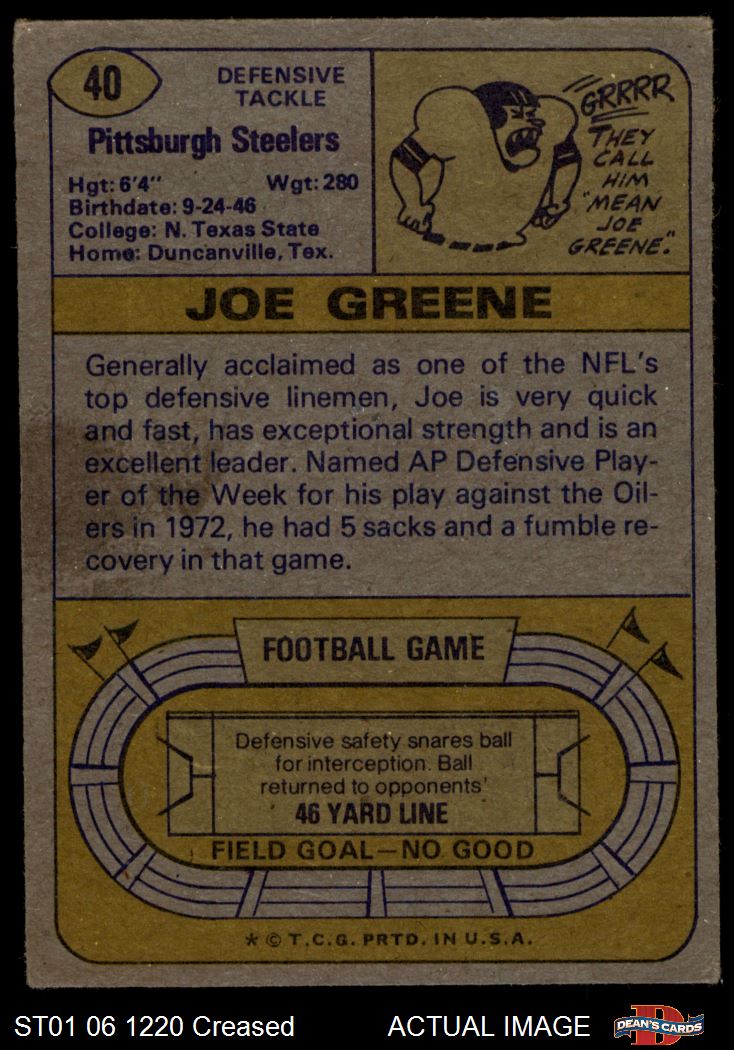 40
DEFENSIVE
TACKLE
Pittsburgh Steelers
Hgt: 6'4" Wgt: 280
Birthdate: 9-24-46
College: N. Texas State
Home: Duncanville, Tex.
GRRRR
THEY
CALL
HIM
"MEAN
JOE
GREENE."
JOE GREENE
Generally acclaimed as one of the NFL's
top defensive linemen, Joe is very quick
and fast, has exceptional strength and is an
excellent leader. Named AP Defensive Play-
er of the Week for his play against the Oil-
ers in 1972, he had 5 sacks and a fumble re-
covery in that game.
FOOTBALL GAME
Defensive safety snares ball
for interception. Ball
returned to opponents'
46 YARD LINE
FIELD GOAL—NO GOOD
* © T.C.G. PRTD. IN U.S.A.
ST01 06 1220 Creased ACTUAL IMAGE
DEAN'S CARDS